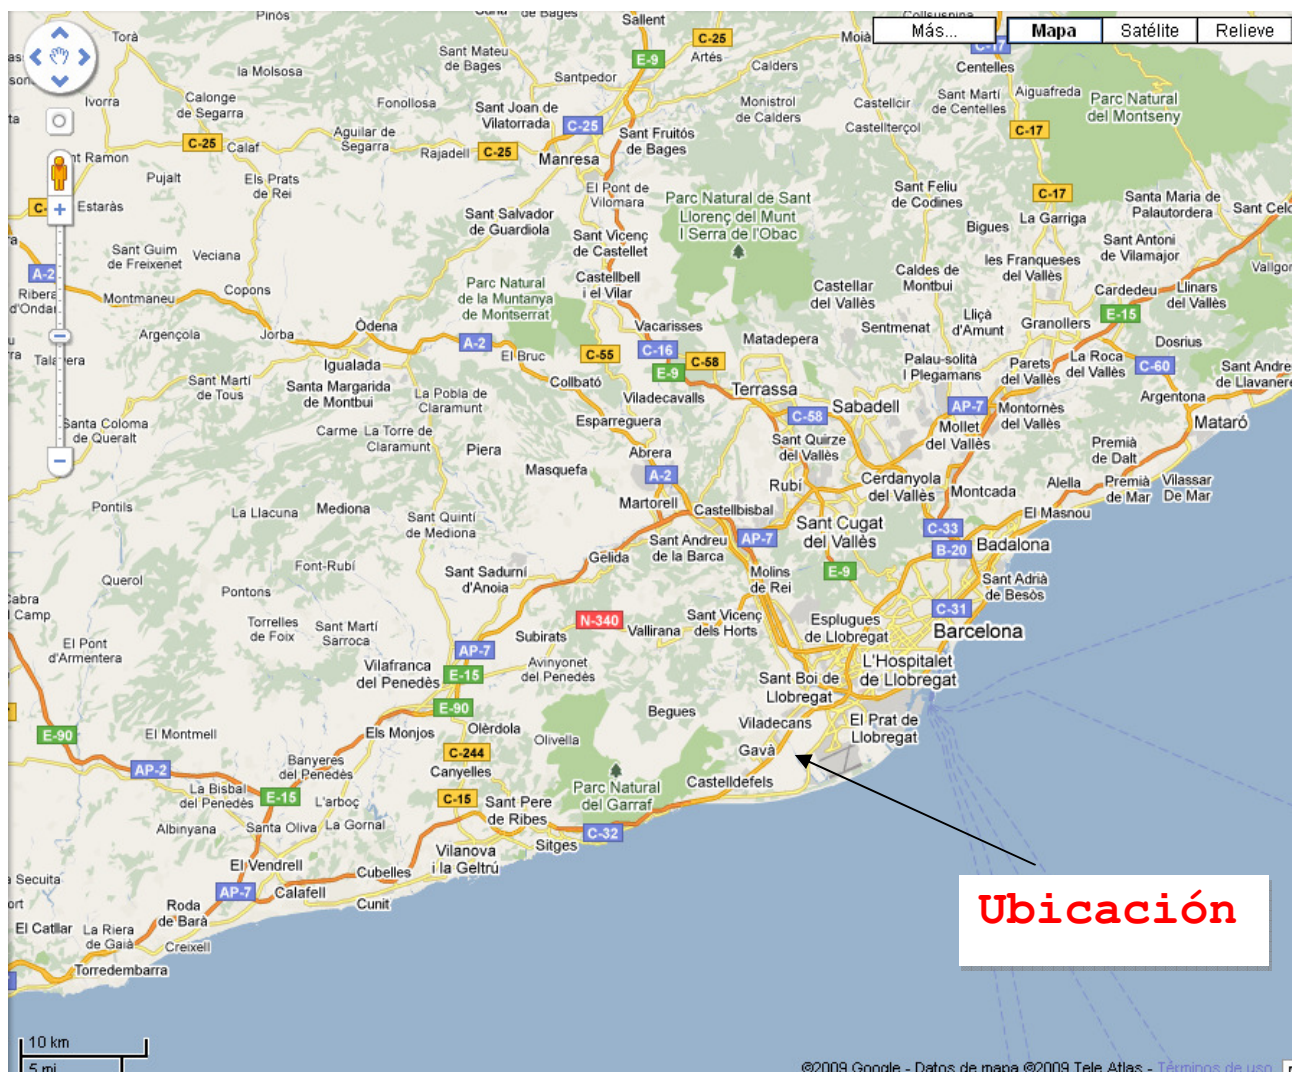 Pinós
Súria
de Bages
Sallent
Collsuspina
Torà
C-25
Artés
Moià
Más...
Mapa
Satélite
Relieve
C-17
Sant Mateu
de Bages
E-9
Calders
Centelles
la Molsosa
Santpedor
Ivorra
Calonge
de Segarra
Fonollosa
Sant Joan de
Vilatorrada
C-25
Monistrol
de Calders
Castellcir
Sant Martí
de Centelles
Aiguafreda
Parc Natural
del Montseny
Aguilar de
Segarra
Sant Fruitós
de Bages
Castellterçol
C-17
C-25
Calaf
Rajadell
C-25
Manresa
Pujalt
Els Prats
de Rei
El Pont de
Vilomara
Parc Natural de Sant
Llorenç del Munt
I Serra de l'Obac
Sant Feliu
de Codines
C-17
Santa Maria de
Palautordera
Estaràs
Sant Salvador
de Guardiola
La Garriga
Bigues
Sant Guim
de Freixenet
Veciana
Sant Vicenç
de Castellet
Sant Antoni
de Vilamajor
les Franqueses
del Vallès
A-2
Castellbell
i el Vilar
Caldes de
Montbui
Montmaneu
Copons
Parc Natural
de la Muntanya
de Montserrat
Castellar
del Vallès
Cardedeu
Llinars
del Vallès
E-15
Argençola
Jorba
Òdena
Vacarisses
Matadepera
Sentmenat
Lliçà
d'Amunt
Granollers
Dosrius
A-2
El Bruc
C-55
C-16
C-58
E-9
Palau-solità
I Plegamans
Parets
del Vallès
La Roca
del Vallès
C-60
Igualada
Sant Martí
de Tous
Santa Margarida
de Montbui
La Pobla de
Claramunt
Collbató
Viladecavalls
Terrassa
Sabadell
AP-7
Montornès
del Vallès
Argentona
Sant Andre
de Llavanere
C-58
Mataró
Santa Coloma
de Queralt
Carme
La Torre de
Claramunt
Piera
Esparreguera
Sant Quirze
del Vallès
Mollet
del Vallès
Premià
de Dalt
Masquefa
Abrera
A-2
Rubí
Cerdanyola
del Vallès
Montcada
Alella
Premià
de Mar
Vilassar
De Mar
Pontils
La Llacuna
Mediona
Sant Quintí
de Mediona
Martorell
Castellbisbal
Sant Cugat
del Vallès
El Masnou
C-33
AP-7
Sant Andreu
de la Barca
B-20
Badalona
Gelida
E-9
Querol
Font-Rubí
Sant Sadurní
d'Anoia
Molins
de Rei
Sant Adrià
de Besòs
Pontons
C-31
Torrelles
de Foix
Sant Martí
Sarroca
N-340
Subirats
Vallirana
Sant Vicenç
dels Horts
Esplugues
de Llobregat
Barcelona
El Pont
d'Armentera
AP-7
Vilafranca
del Penedès
E-15
Avinyonet
del Penedès
L'Hospitalet
de Llobregat
Sant Boi de
Llobregat
E-90
Begues
Viladecans
El Prat de
Llobregat
E-90
El Montmell
Els Monjos
Olèrdola
Olivella
Gavà
C-244
AP-2
Banyeres
del Penedès
Canyelles
Castelldefels
La Bisbal
del Penedès
E-15
L'arboç
C-15
Sant Pere
de Ribes
Parc Natural
del Garraf
Albinyana
Santa Oliva
La Gornal
C-32
Sitges
El Vendrell
Cubelles
Vilanova
i la Geltrú
AP-7
Calafell
Cunit
Ubicación
Roda
de Barà
El Catllar
La Riera
de Gaià
Creixell
Torredembarra
10 km
5 mi
©2009 Google - Datos de mapa ©2009 Tele Atlas - Términos de uso